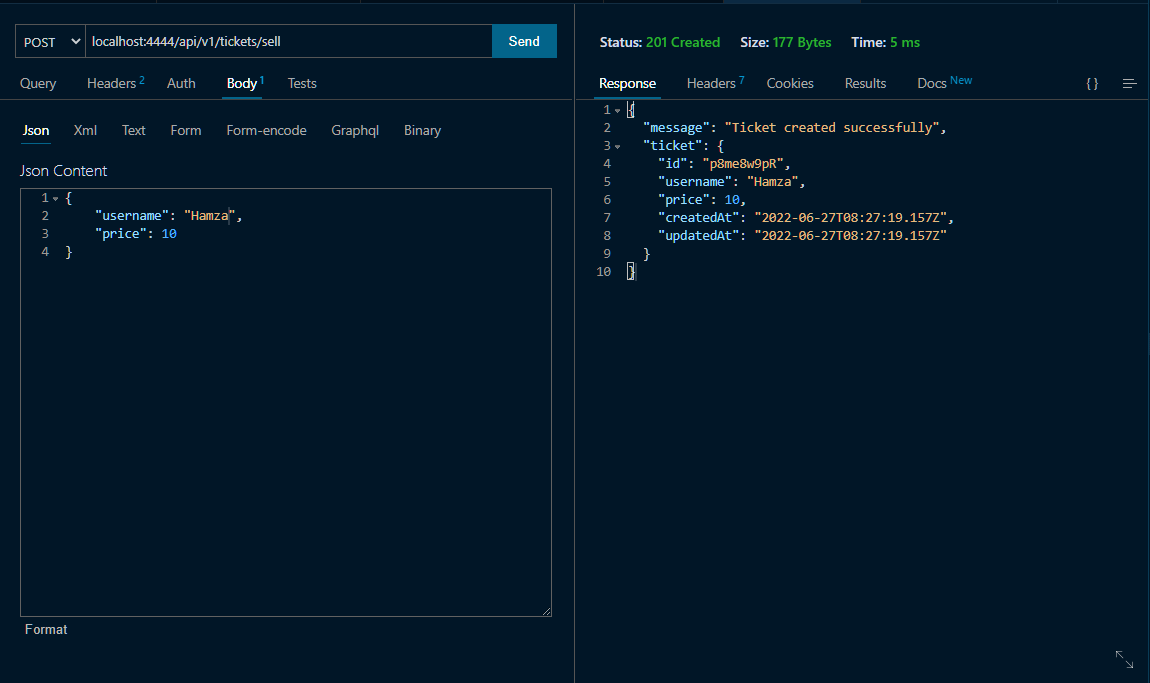 POST localhost:4444/api/v1/tickets/sell Send
Query Headers 2 Auth Body 1 Tests
Json Xml Text Form Form-encode Graphql Binary
Json Content
1 {
2 "username": "Hamza",
3 "price": 10
4 }
Format
Status: 201 Created Size: 177 Bytes Time: 5 ms
Response Headers 7 Cookies Results Docs New {}
1 {
2 "message": "Ticket created successfully",
3 "ticket": {
4 "id": "p8me8w9pR",
5 "username": "Hamza",
6 "price": 10,
7 "createdAt": "2022-06-27T08:27:19.157Z",
8 "updatedAt": "2022-06-27T08:27:19.157Z"
9 }
10 }